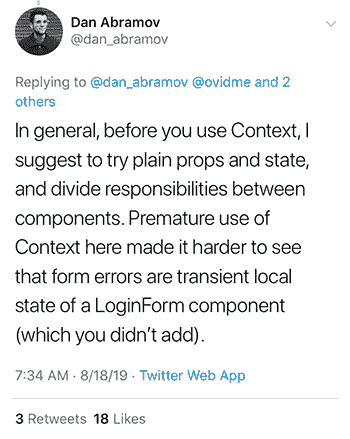 Dan Abramov
@dan_abramov
Replying to @dan_abramov @ovidme and 2
others
In general, before you use Context, I
suggest to try plain props and state,
and divide responsibilities between
components. Premature use of
Context here made it harder to see
that form errors are transient local
state of a LoginForm component
(which you didn’t add).
7:34 AM · 8/18/19 · Twitter Web App
3 Retweets 18 Likes